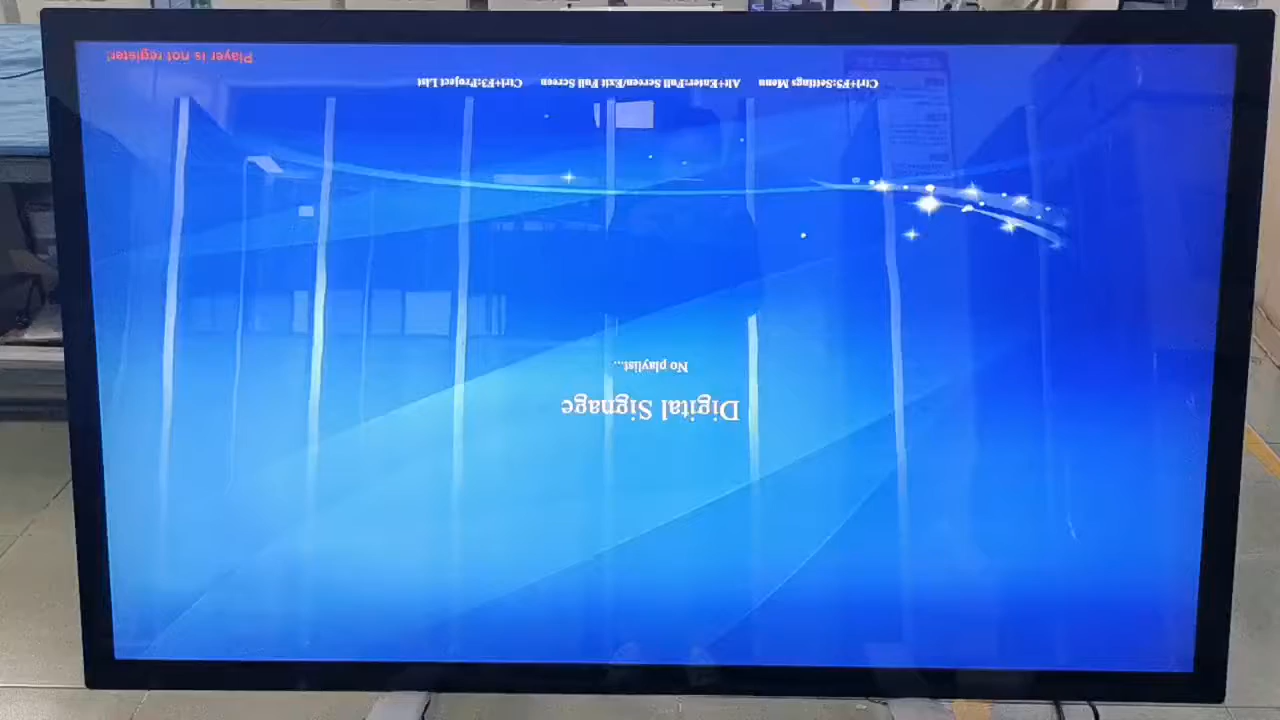 Digital Signage
No playlist...
Ctrl+F5:Settings Menu Alt+Enter:Full Screen/Exit Full Screen Ctrl+F3:Project List
Player is not register!